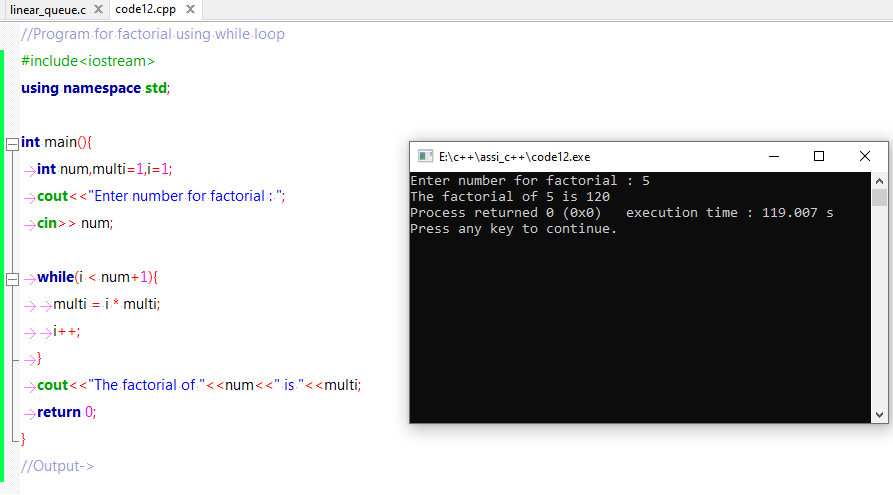 linear_queue.c
code12.cpp
//Program for factorial using while loop
#include<iostream>
using namespace std;
int main(){
int num,multi=1,i=1;
cout<<"Enter number for factorial : ";
cin>> num;
while(i < num+1){
multi = i * multi;
i++;
}
cout<<"The factorial of "<<num<<" is "<<multi;
return 0;
}
//Output->
E:\c++\assi_c++\code12.exe
Enter number for factorial : 5
The factorial of 5 is 120
Process returned 0 (0x0)   execution time : 119.007 s
Press any key to continue.